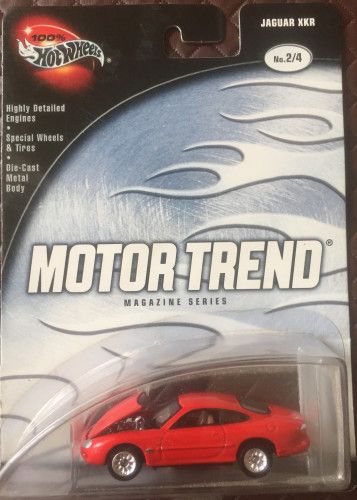 100%
Hot Wheels
JAGUAR XKR
No.2/4
Highly Detailed
Engines
•
Special Wheels
& Tires
•
Die-Cast
Metal
Body
MOTOR TREND®
MAGAZINE SERIES